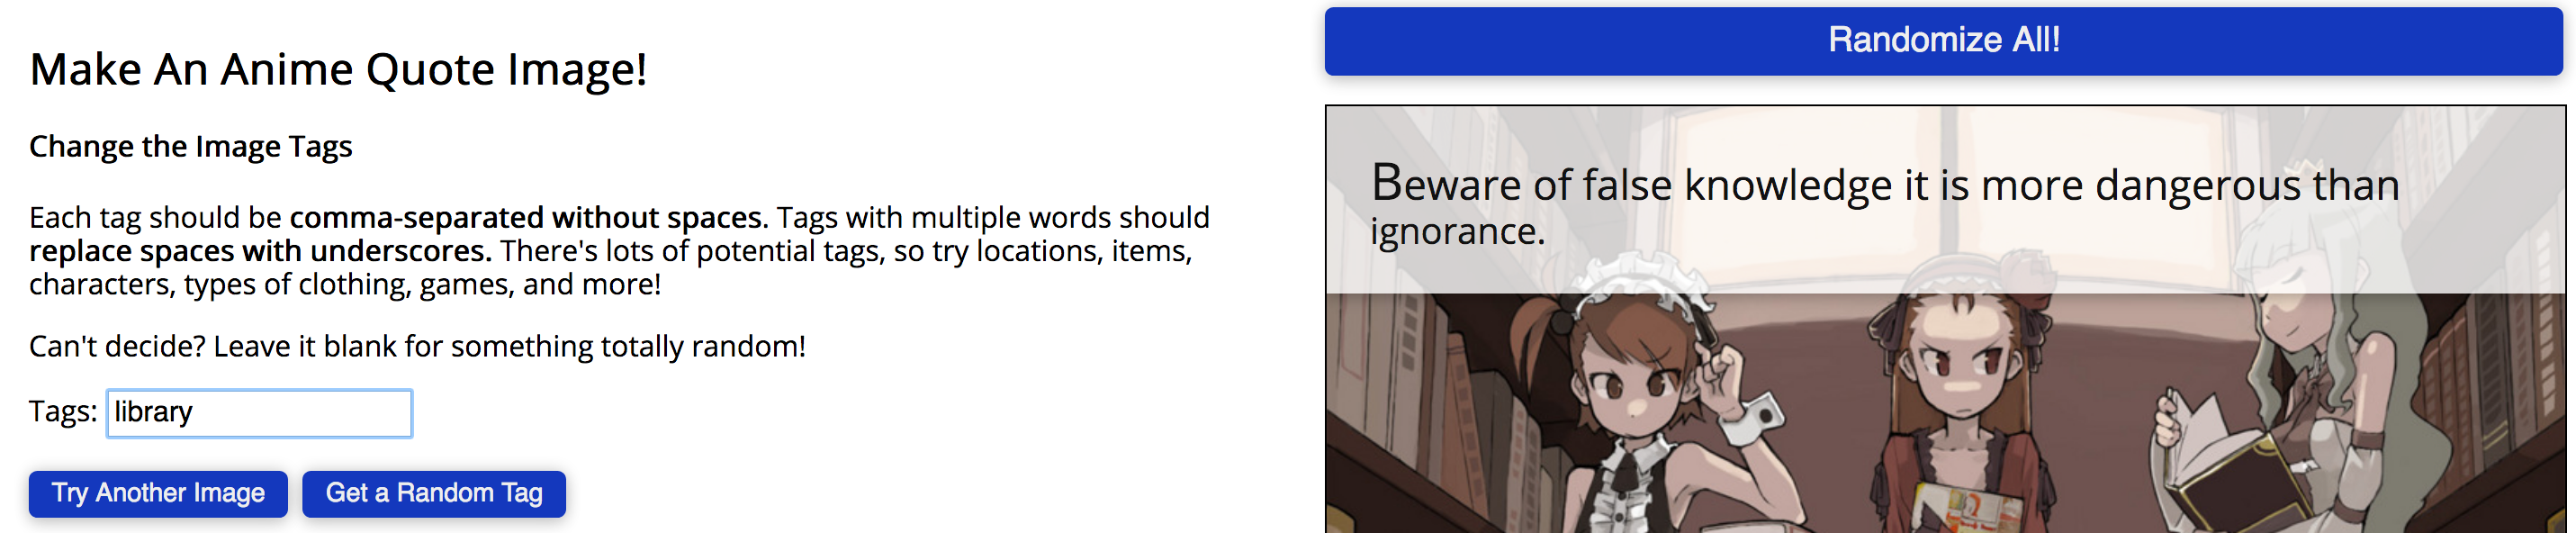 Make An Anime Quote Image!
Change the Image Tags
Each tag should be comma-separated without spaces. Tags with multiple words should
replace spaces with underscores. There's lots of potential tags, so try locations, items,
characters, types of clothing, games, and more!
Can't decide? Leave it blank for something totally random!
Tags: library
Try Another Image
Get a Random Tag
Randomize All!
Beware of false knowledge it is more dangerous than
ignorance.